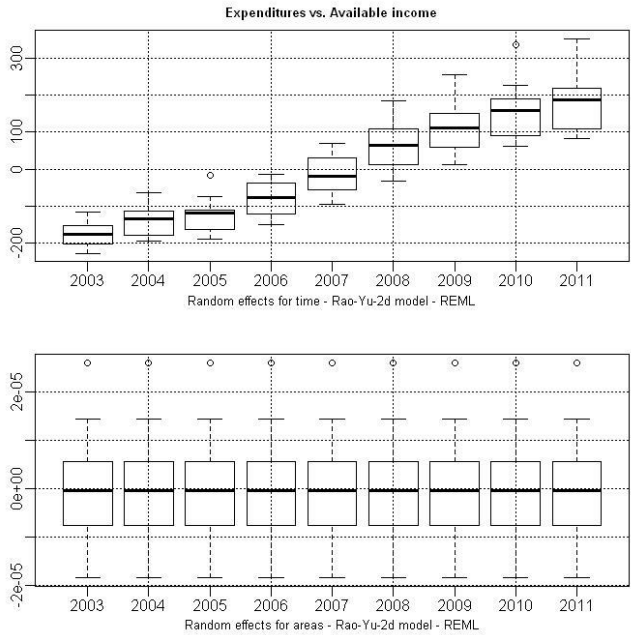 Expenditures vs. Available income
300
100
0
-200
2003 2004 2005 2006 2007 2008 2009 2010 2011
Random effects for time - Rao-Yu-2d model - REML
2e-05
0e+00
-2e-05
2003 2004 2005 2006 2007 2008 2009 2010 2011
Random effects for areas - Rao-Yu-2d model - REML